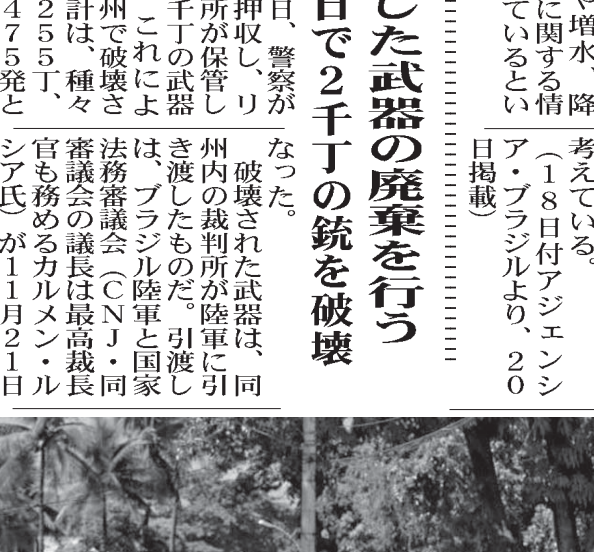 や増水、降
に関する情
ているとい
考えている。
（１８日付アジェンシ
ア・ブラジルより、２０
日掲載）
した武器の廃棄を行う
日で２千丁の銃を破壊
日、警察が
押収し、リ
所が保管し
千丁の武器
これによ
州で破壊さ
計は、種々
２５５丁、
４７５発と
なった。
破壊された武器は、同
州内の裁判所が陸軍に引
き渡したものだ。引渡し
は、ブラジル陸軍と国家
法務審議会（ＣＮＪ・同
審議会の議長は最高裁長
官も務めるカルメン・ル
シア氏）が１１月２１日